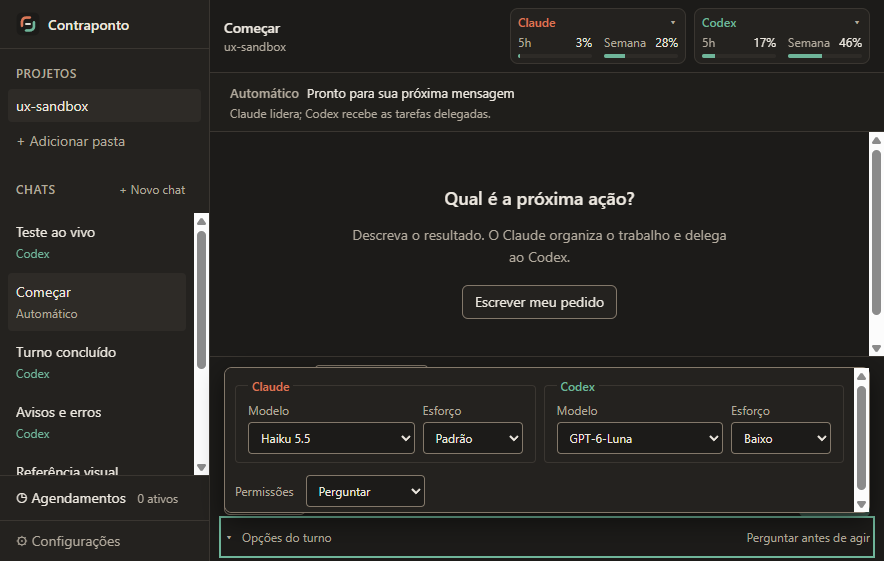 Contraponto
PROJETOS
ux-sandbox
+ Adicionar pasta
CHATS
+ Novo chat
Teste ao vivo
Codex
Começar
Automático
Turno concluído
Codex
Avisos e erros
Codex
Referência visual
Agendamentos 0 ativos
Configurações
Começar
ux-sandbox
Claude
5h 3% Semana 28%
Codex
5h 17% Semana 46%
Automático Pronto para sua próxima mensagem
Claude lidera; Codex recebe as tarefas delegadas.
Qual é a próxima ação?
Descreva o resultado. O Claude organiza o trabalho e delega
ao Codex.
Escrever meu pedido
Claude
Modelo Esforço
Haiku 5.5 Padrão
Codex
Modelo Esforço
GPT-6-Luna Baixo
Permissões Perguntar
Opções do turno Perguntar antes de agir